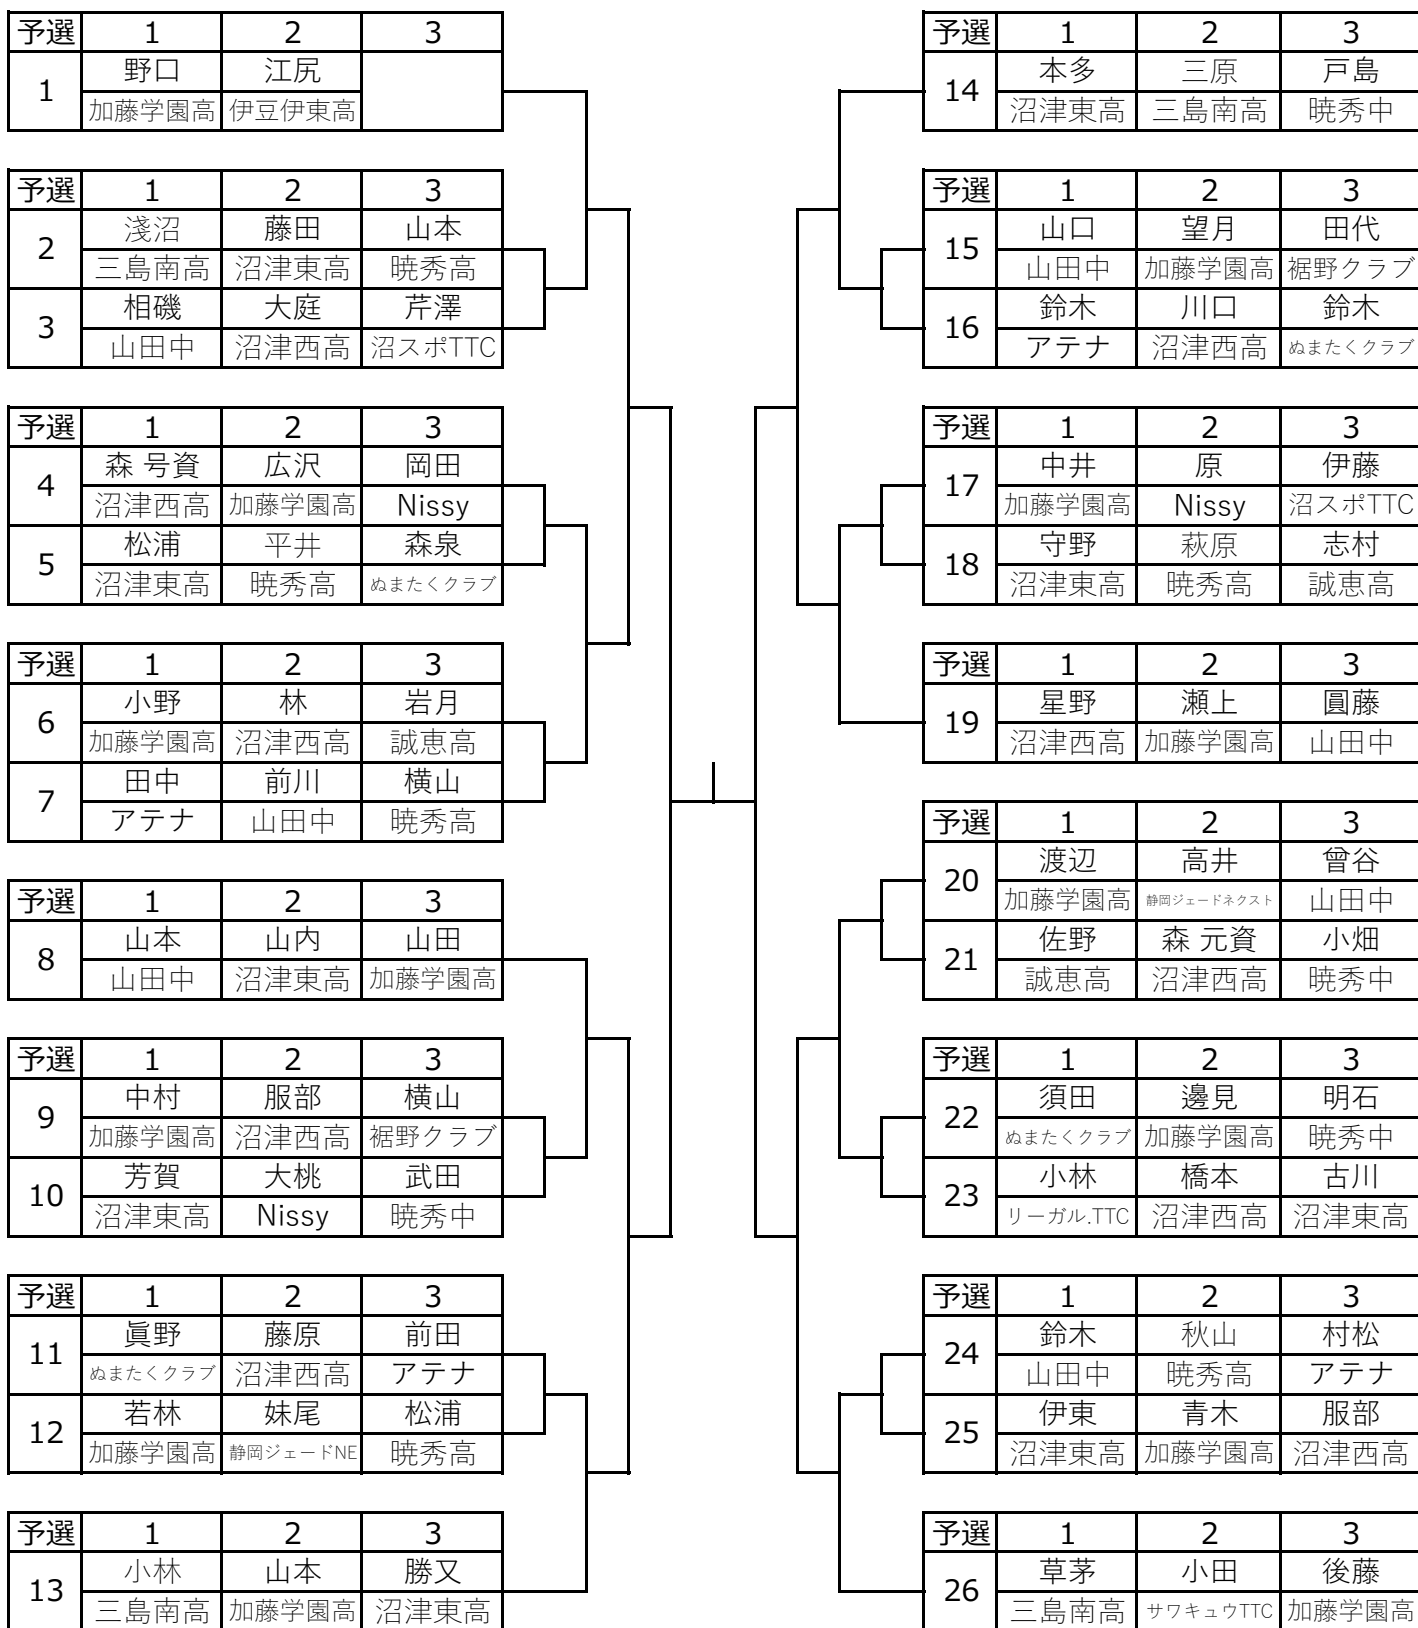 予選 1 2 3
1 野口 江尻
加藤学園高 伊豆伊東高
予選 1 2 3
2 淺沼 藤田 山本
三島南高 沼津東高 暁秀高
3 相磯 大庭 芹澤
山田中 沼津西高 沼スポTTC
予選 1 2 3
4 森 号資 広沢 岡田
沼津西高 加藤学園高 Nissy
5 松浦 平井 森泉
沼津東高 暁秀高 ぬまたくクラブ
予選 1 2 3
6 小野 林 岩月
加藤学園高 沼津西高 誠恵高
7 田中 前川 横山
アテナ 山田中 暁秀高
予選 1 2 3
8 山本 山内 山田
山田中 沼津東高 加藤学園高
予選 1 2 3
9 中村 服部 横山
加藤学園高 沼津西高 裾野クラブ
10 芳賀 大桃 武田
沼津東高 Nissy 暁秀中
予選 1 2 3
11 眞野 藤原 前田
ぬまたくクラブ 沼津西高 アテナ
12 若林 妹尾 松浦
加藤学園高 静岡ジェードNE 暁秀高
予選 1 2 3
13 小林 山本 勝又
三島南高 加藤学園高 沼津東高
予選 1 2 3
14 本多 三原 戸島
沼津東高 三島南高 暁秀中
予選 1 2 3
15 山口 望月 田代
山田中 加藤学園高 裾野クラブ
16 鈴木 川口 鈴木
アテナ 沼津西高 ぬまたくクラブ
予選 1 2 3
17 中井 原 伊藤
加藤学園高 Nissy 沼スポTTC
18 守野 萩原 志村
沼津東高 暁秀高 誠恵高
予選 1 2 3
19 星野 瀬上 圓藤
沼津西高 加藤学園高 山田中
予選 1 2 3
20 渡辺 高井 曾谷
加藤学園高 静岡ジェードネクスト 山田中
21 佐野 森 元資 小畑
誠恵高 沼津西高 暁秀中
予選 1 2 3
22 須田 邊見 明石
ぬまたくクラブ 加藤学園高 暁秀中
23 小林 橋本 古川
リーガル.TTC 沼津西高 沼津東高
予選 1 2 3
24 鈴木 秋山 村松
山田中 暁秀高 アテナ
25 伊東 青木 服部
沼津東高 加藤学園高 沼津西高
予選 1 2 3
26 草茅 小田 後藤
三島南高 サワキュウTTC 加藤学園高